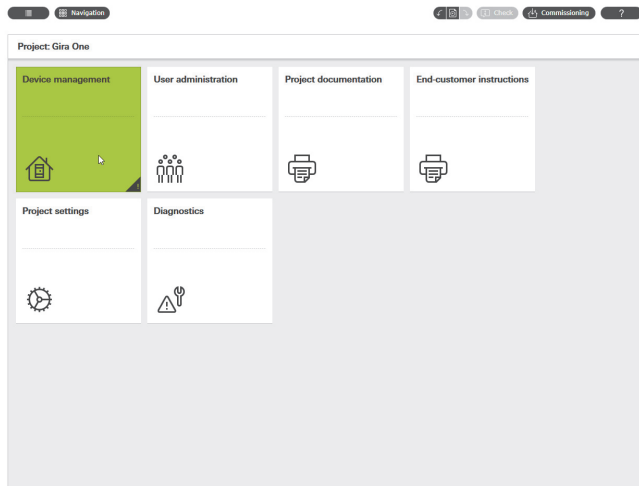 Navigation
Check
Commissioning
?
Project: Gira One
Device management
User administration
Project documentation
End-customer instructions
Project settings
Diagnostics